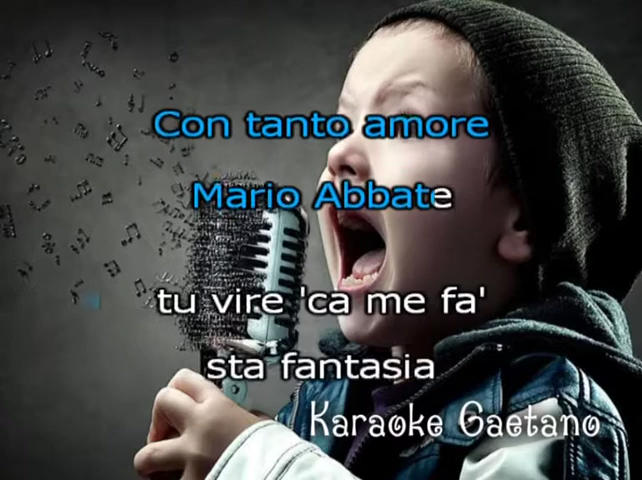 Con tanto amore
Mario Abbate
tu vire 'ca me fa'
sta fantasia
Karaoke Gaetano